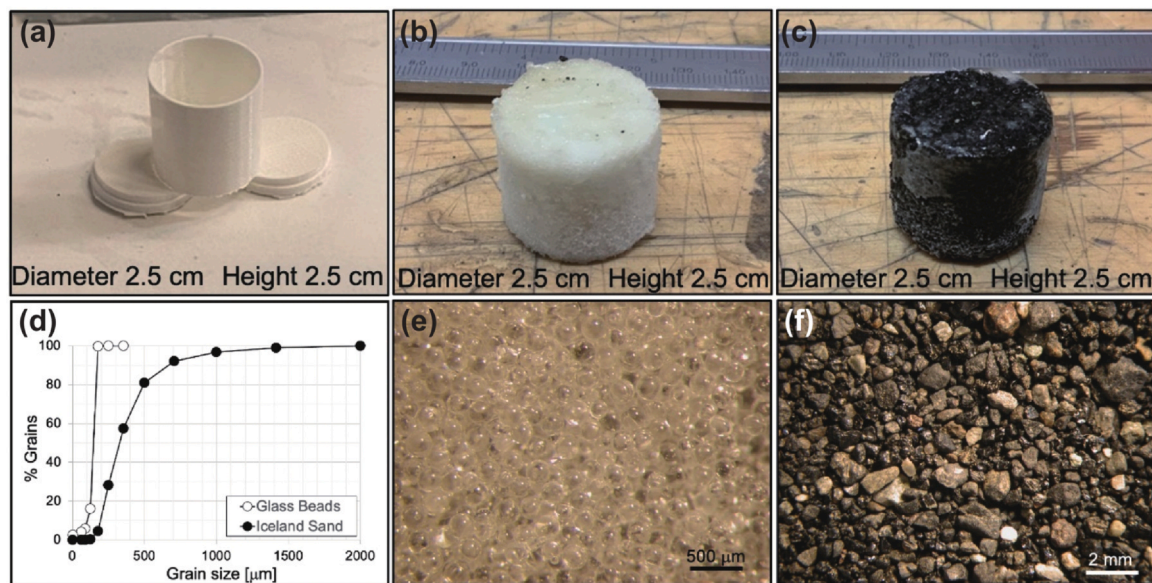 (a)
Diameter 2.5 cm Height 2.5 cm
(b)
Diameter 2.5 cm Height 2.5 cm
(c)
Diameter 2.5 cm Height 2.5 cm
(d)
% Grains
100
80
60
40
20
0
Glass Beads
Iceland Sand
0 500 1000 1500 2000
Grain size [μm]
(e)
500 μm
(f)
2 mm